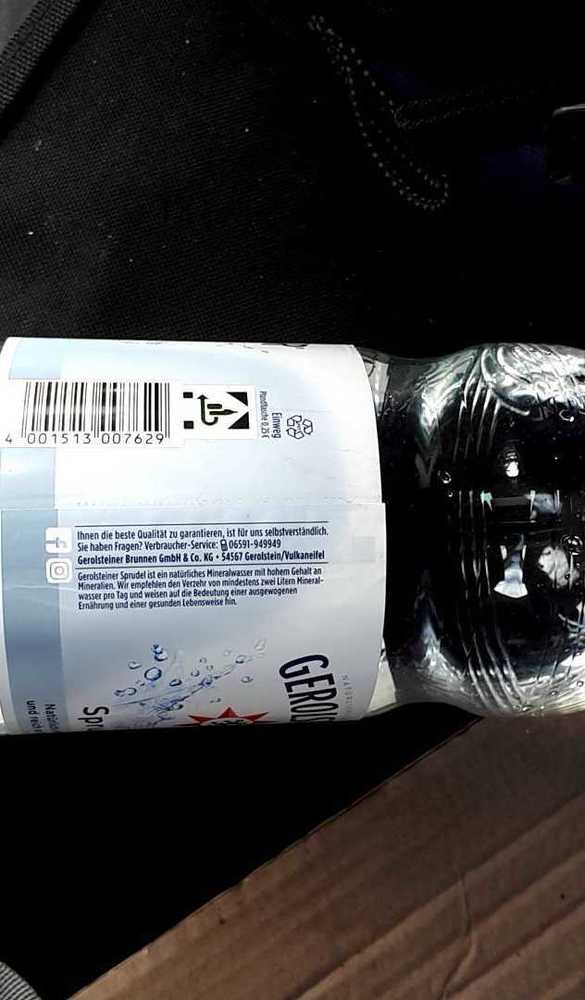 4 001513 007629
Einweg
Pfandflasche 0,25 €
Ihnen die beste Qualität zu garantieren, ist für uns selbstverständlich.
Sie haben Fragen? Verbraucher-Service: 06591-949949
Gerolsteiner Brunnen GmbH & Co. KG • 54567 Gerolstein/Vulkaneifel
Gerolsteiner Sprudel ist ein natürliches Mineralwasser mit hohem Gehalt an
Mineralien. Wir empfehlen den Verzehr von mindestens zwei Litern Mineral-
wasser pro Tag und weisen auf die Bedeutung einer ausgewogenen
Ernährung und einer gesunden Lebensweise hin.
GEROL
Spr
und reich